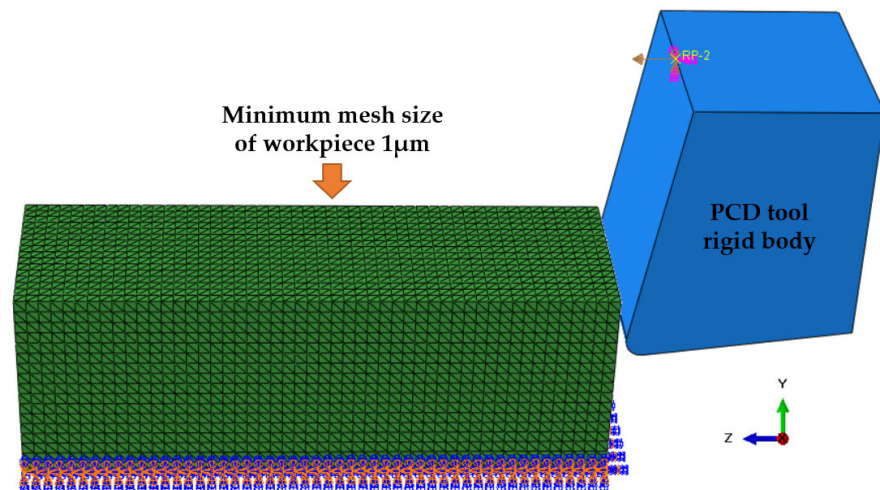 RP-2
Minimum mesh size
of workpiece 1µm
PCD tool
rigid body
Y
Z
X